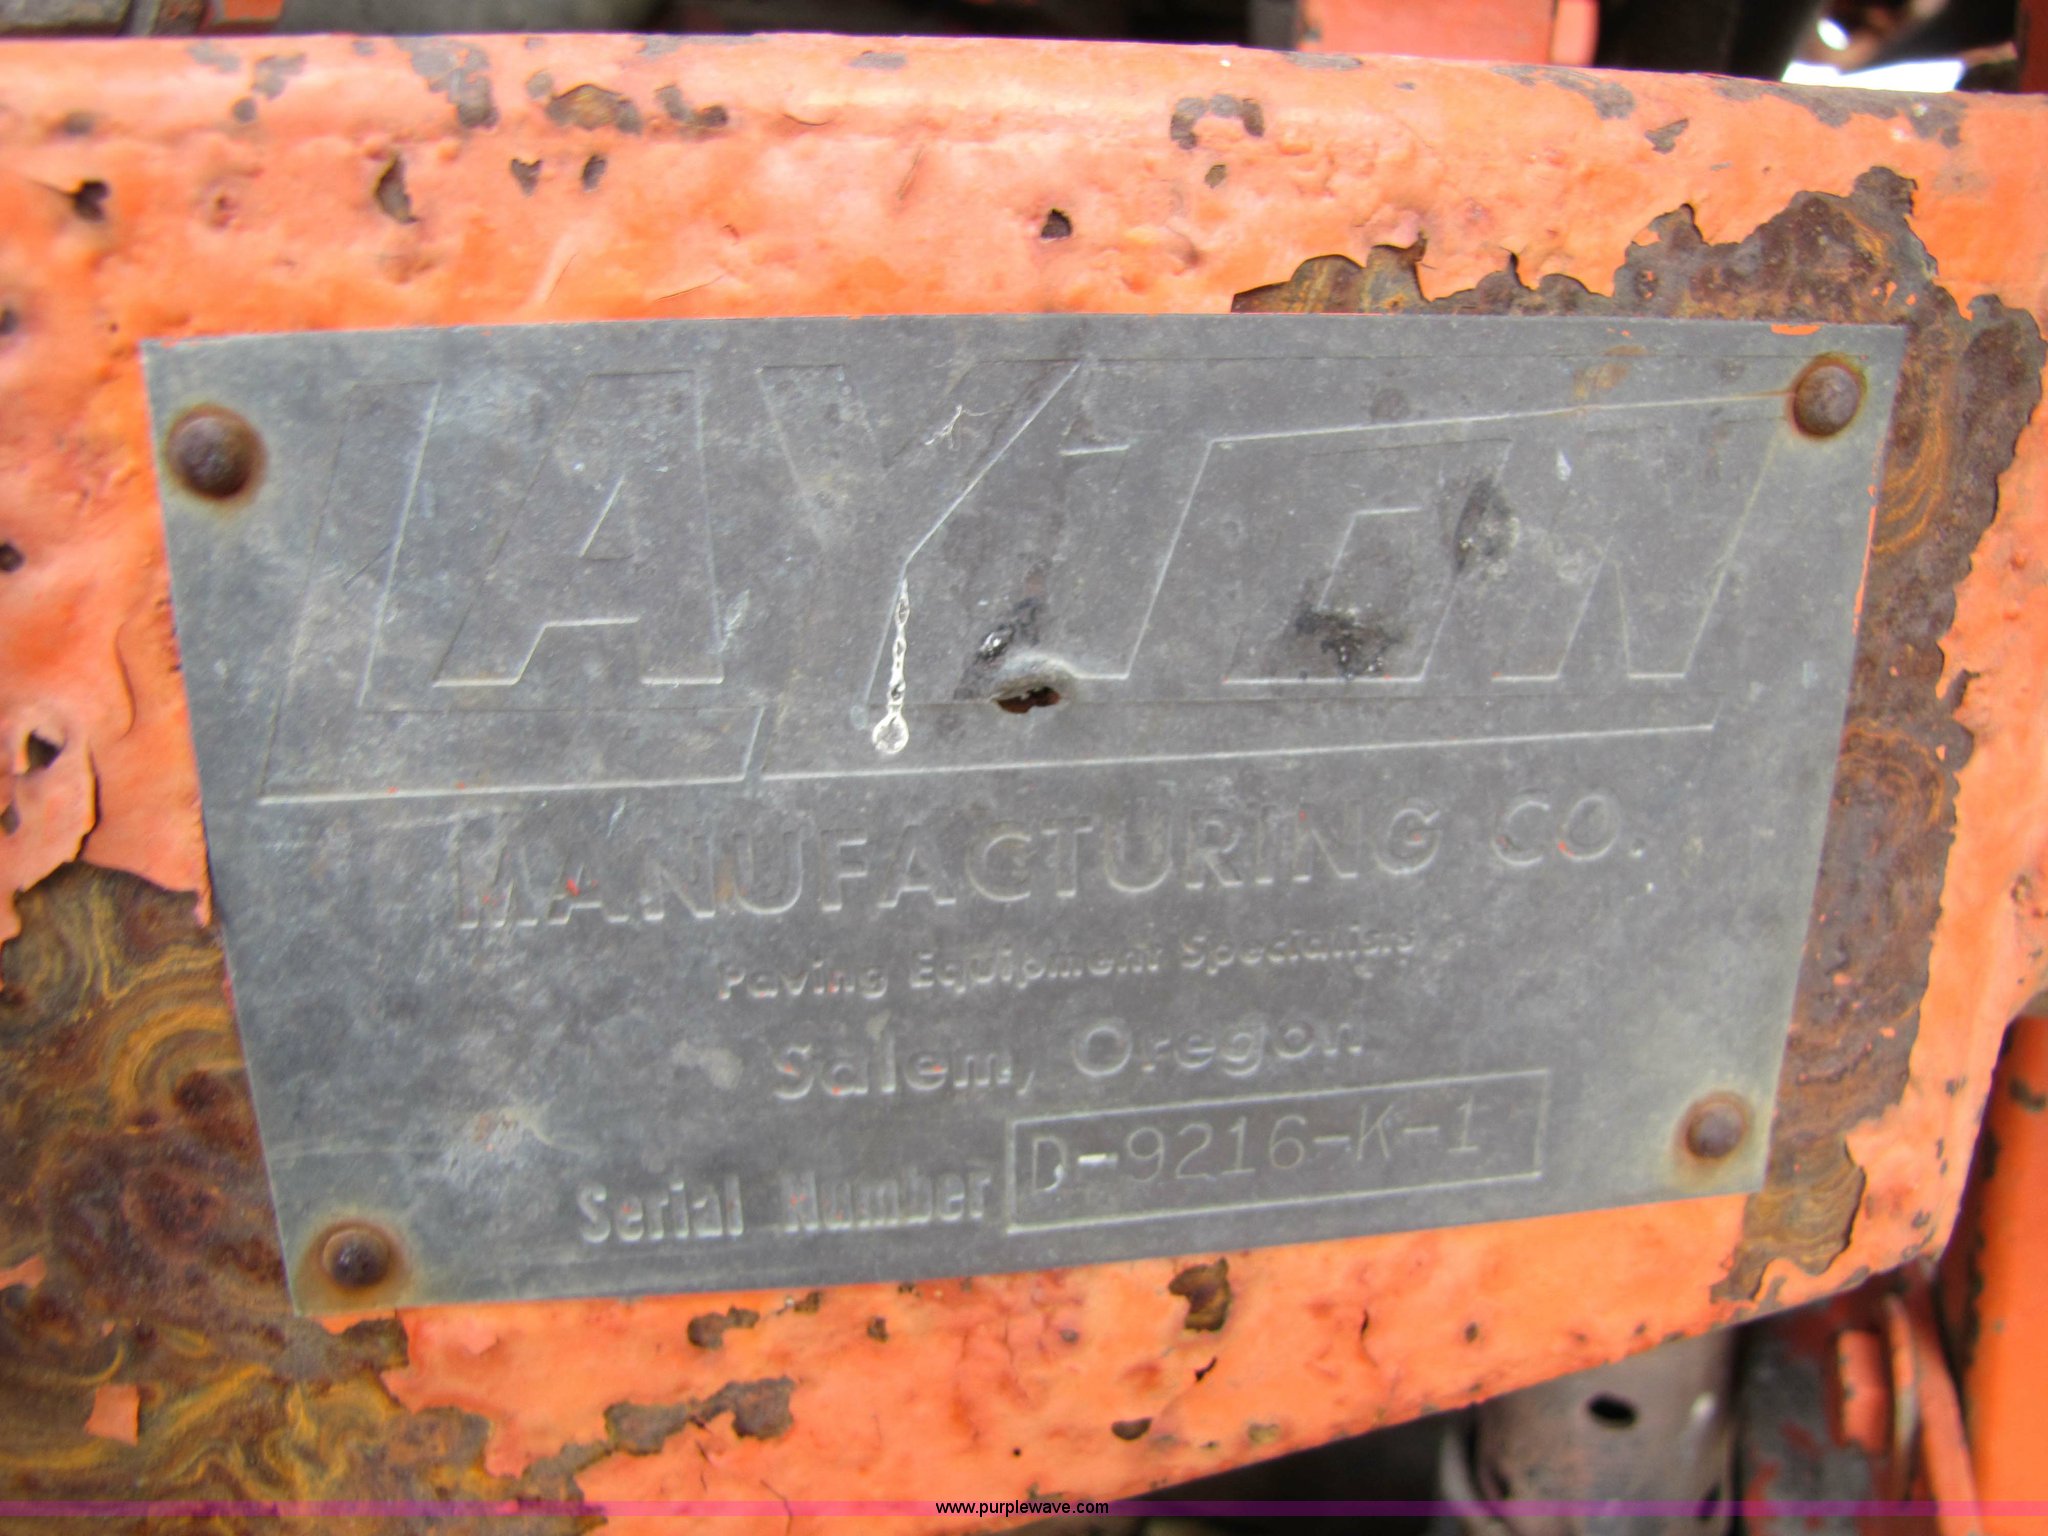 LAYTON
MANUFACTURING CO.
Paving Equipment Specialists
Salem, Oregon
Serial Number D-9216-K-1
www.purplewave.com